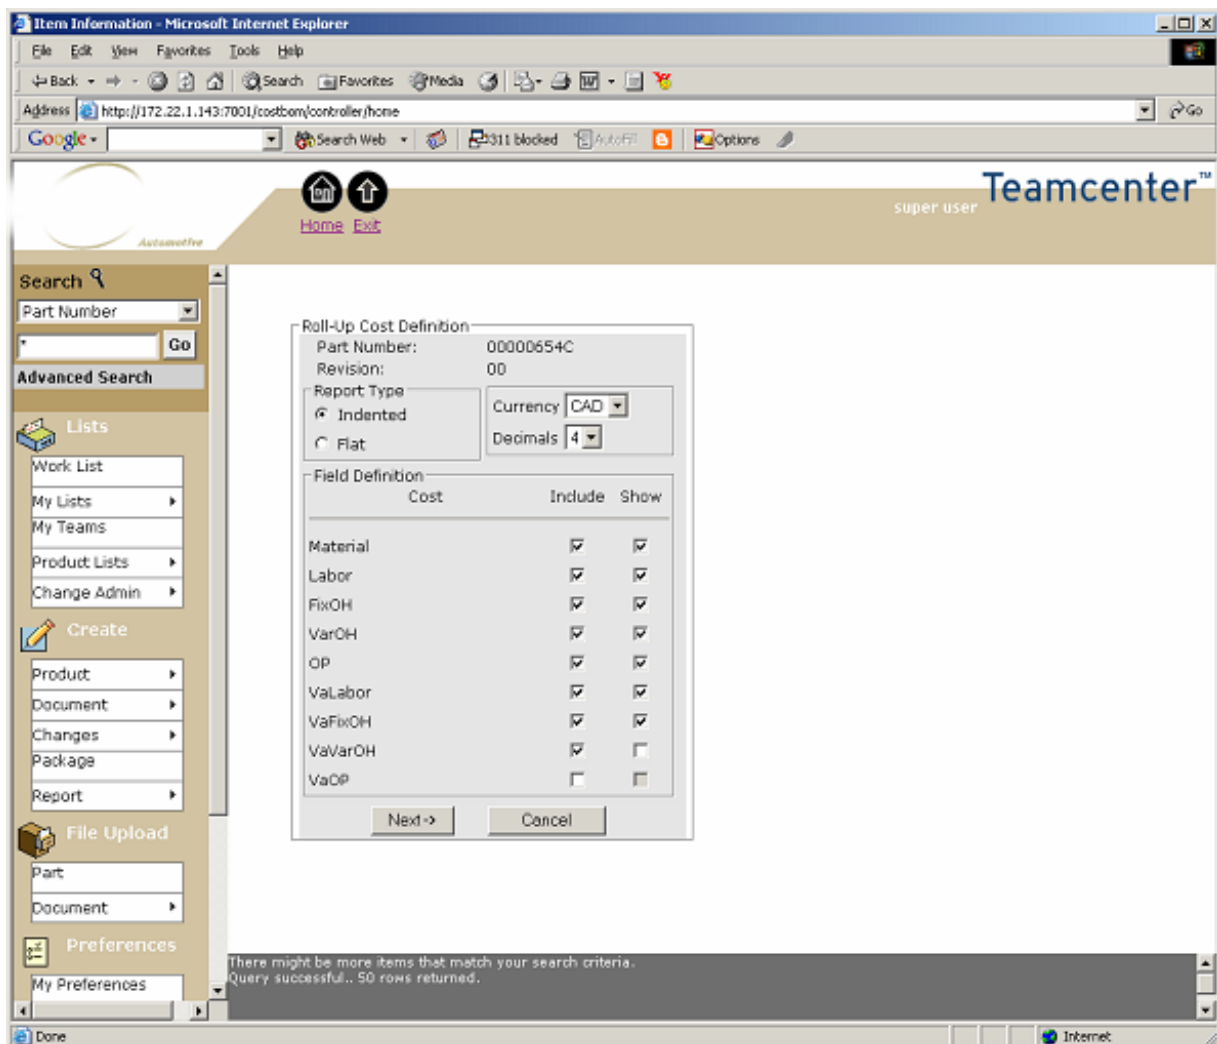 Item Information - Microsoft Internet Explorer
File Edit View Favorites Tools Help
Back Search Favorites Media
Address http://172.22.1.143:7001/costbom/controller/home Go
Google Search Web 311 blocked AutoFill Options
Automotive
Home Exit
super user
Teamcenter™
Search
Part Number
* Go
Advanced Search
Lists
Work List
My Lists
My Teams
Product Lists
Change Admin
Create
Product
Document
Changes
Package
Report
File Upload
Part
Document
Preferences
My Preferences
Roll-Up Cost Definition
Part Number: 00000654C
Revision: 00
Report Type
Indented
Flat
Currency CAD
Decimals 4
Field Definition
Cost Include Show
Material
Labor
FixOH
VarOH
OP
VaLabor
VaFixOH
VaVarOH
VaOP
Next-> Cancel
There might be more items that match your search criteria.
Query successful.. 50 rows returned.
Done Internet